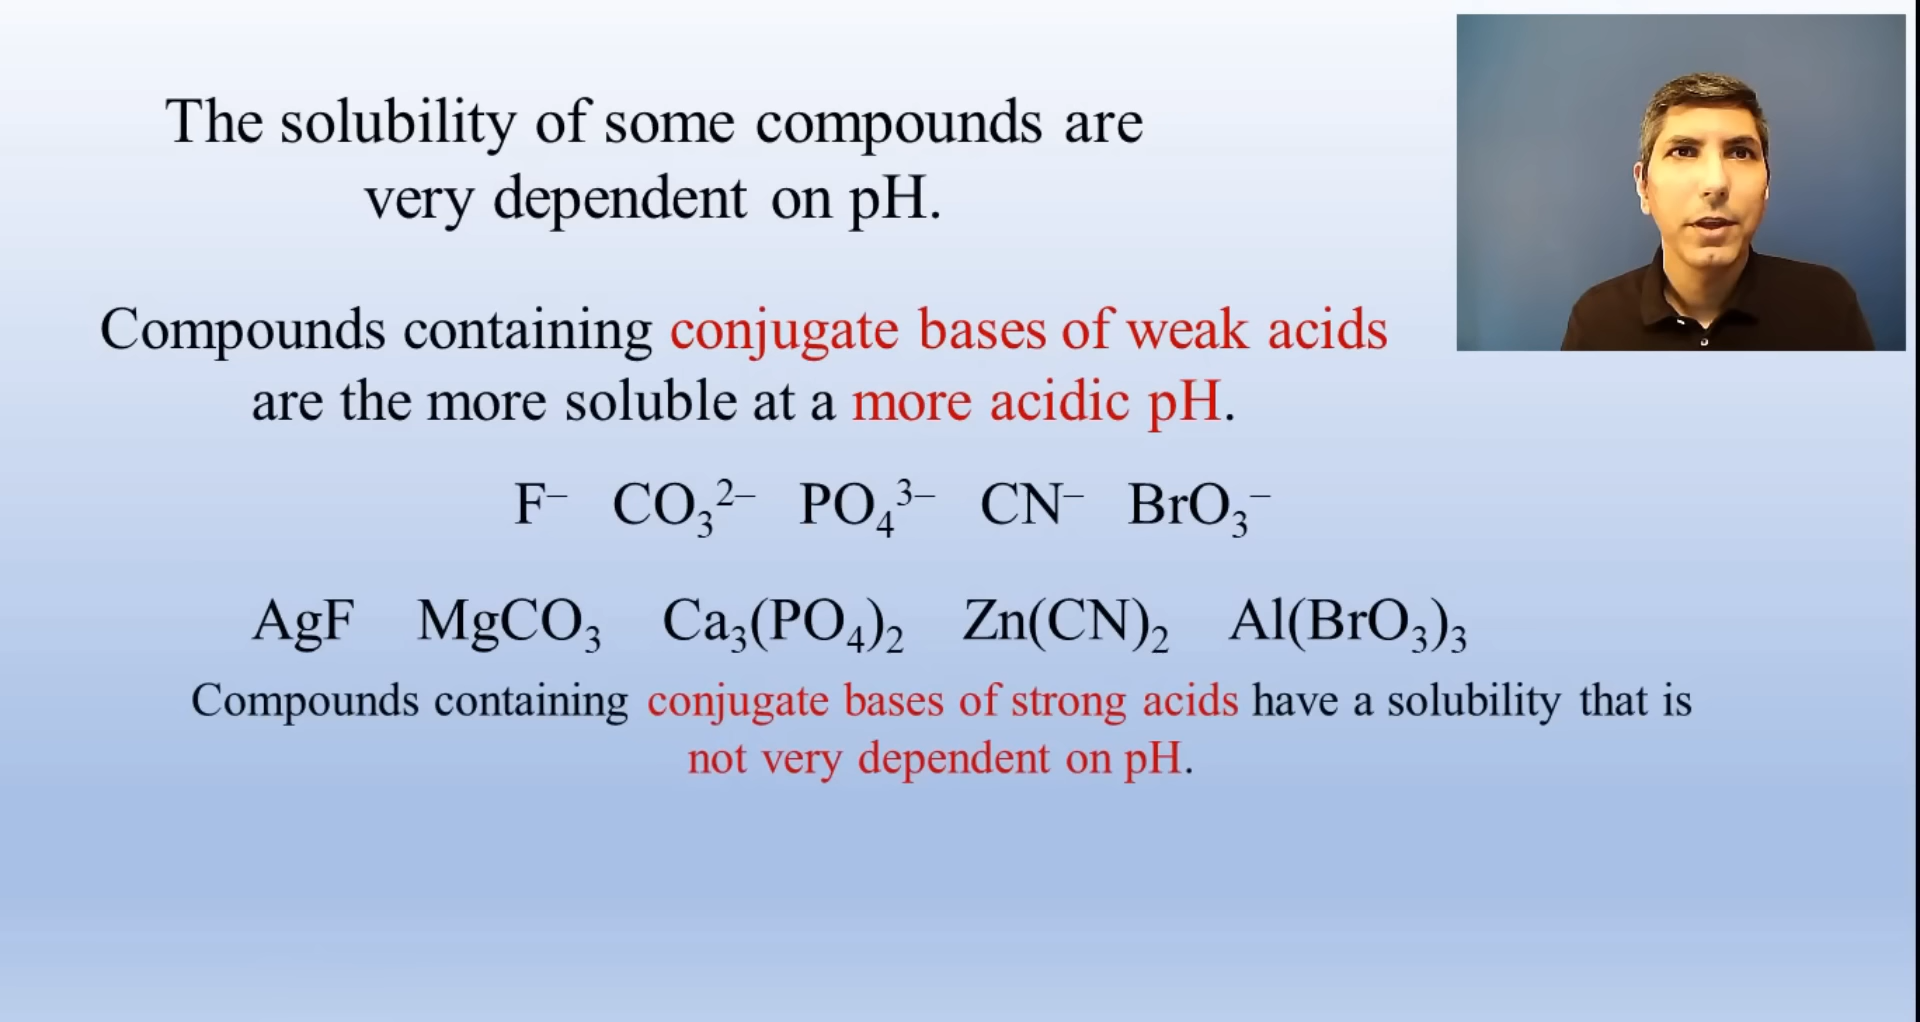 The solubility of some compounds are
very dependent on pH.
Compounds containing conjugate bases of weak acids
are the more soluble at a more acidic pH.
F⁻ CO₃²⁻ PO₄³⁻ CN⁻ BrO₃⁻
AgF MgCO₃ Ca₃(PO₄)₂ Zn(CN)₂ Al(BrO₃)₃
Compounds containing conjugate bases of strong acids have a solubility that is
not very dependent on pH.